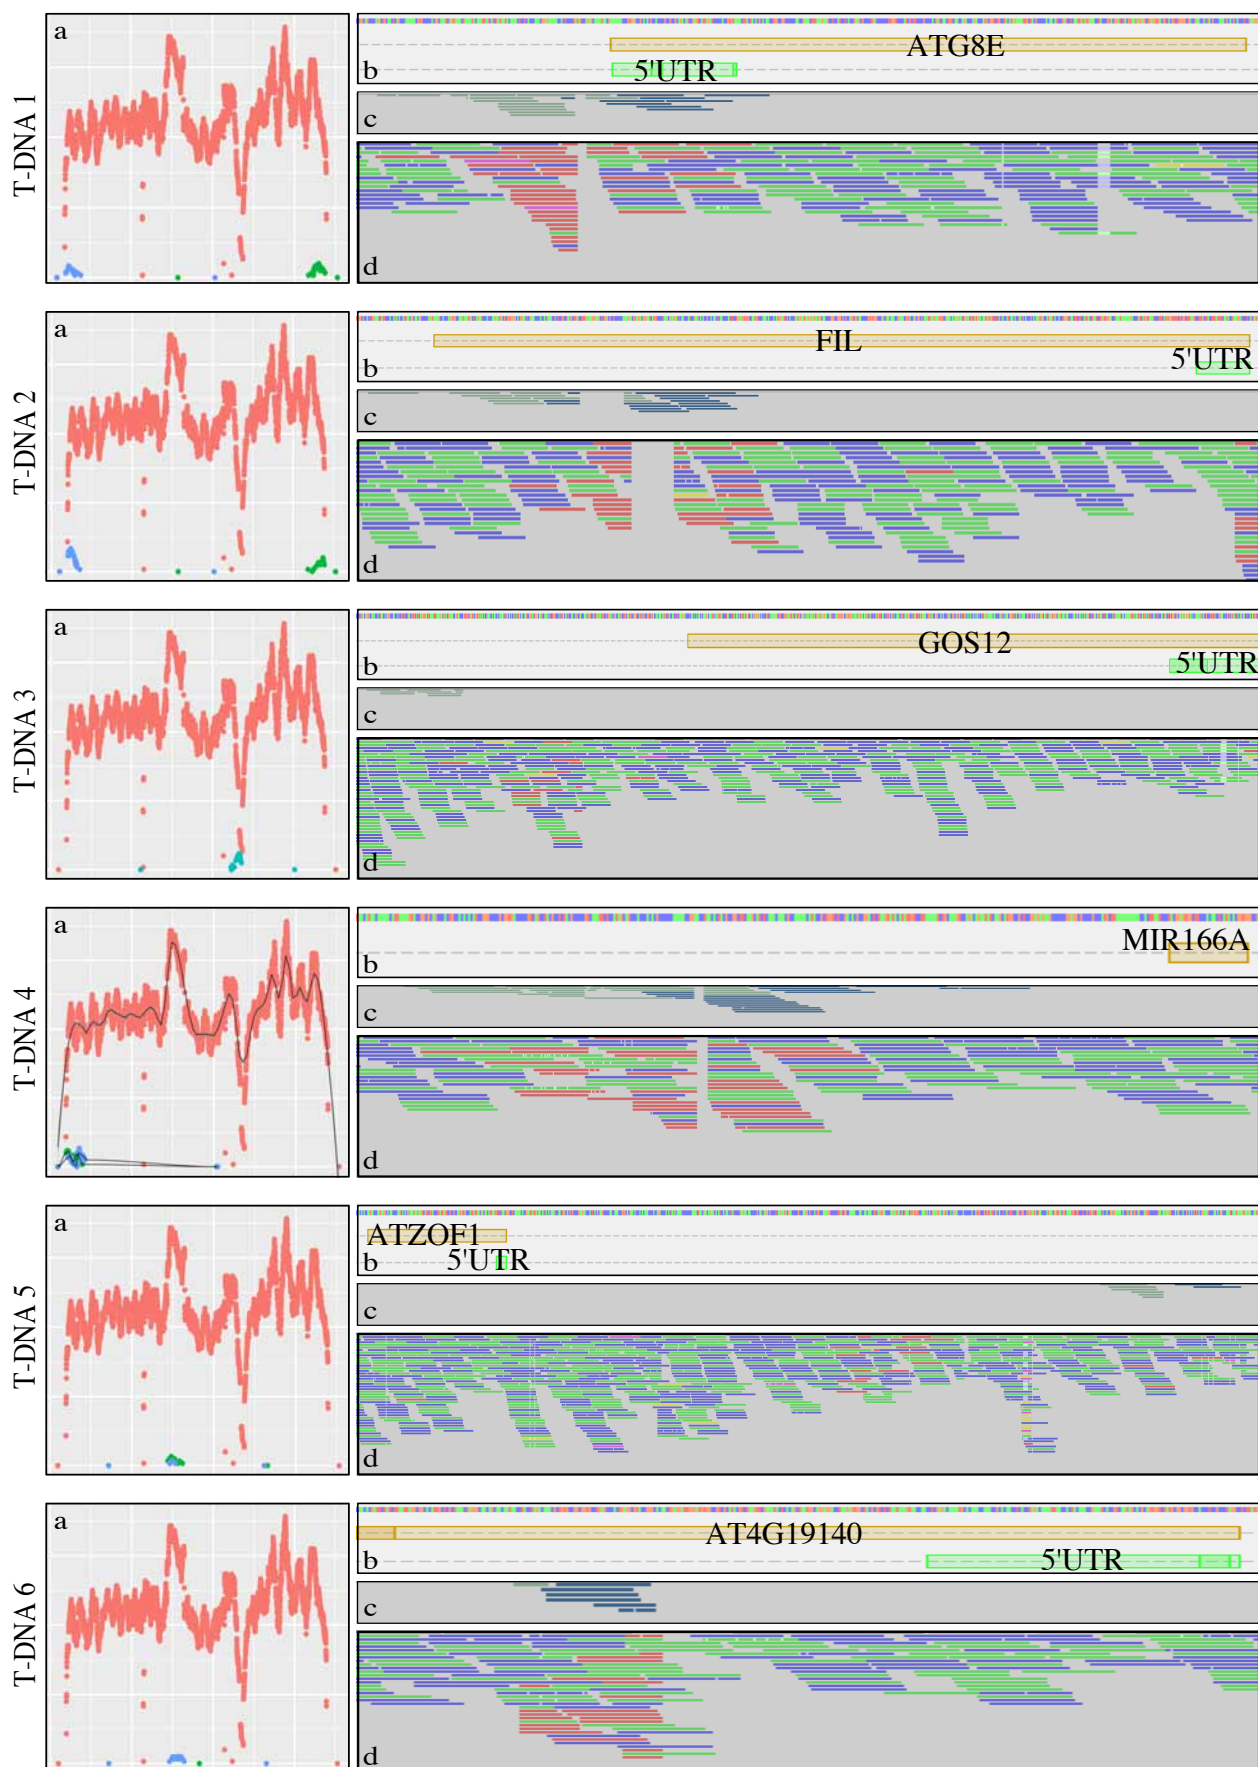 T-DNA 1
a
ATG8E
b
5'UTR
c
d
T-DNA 2
a
FIL
b
5'UTR
c
d
T-DNA 3
a
GOS12
b
5'UTR
c
d
T-DNA 4
a
MIR166A
b
c
d
T-DNA 5
a
ATZOF1
b
5'UTR
c
d
T-DNA 6
a
AT4G19140
b
5'UTR
c
d